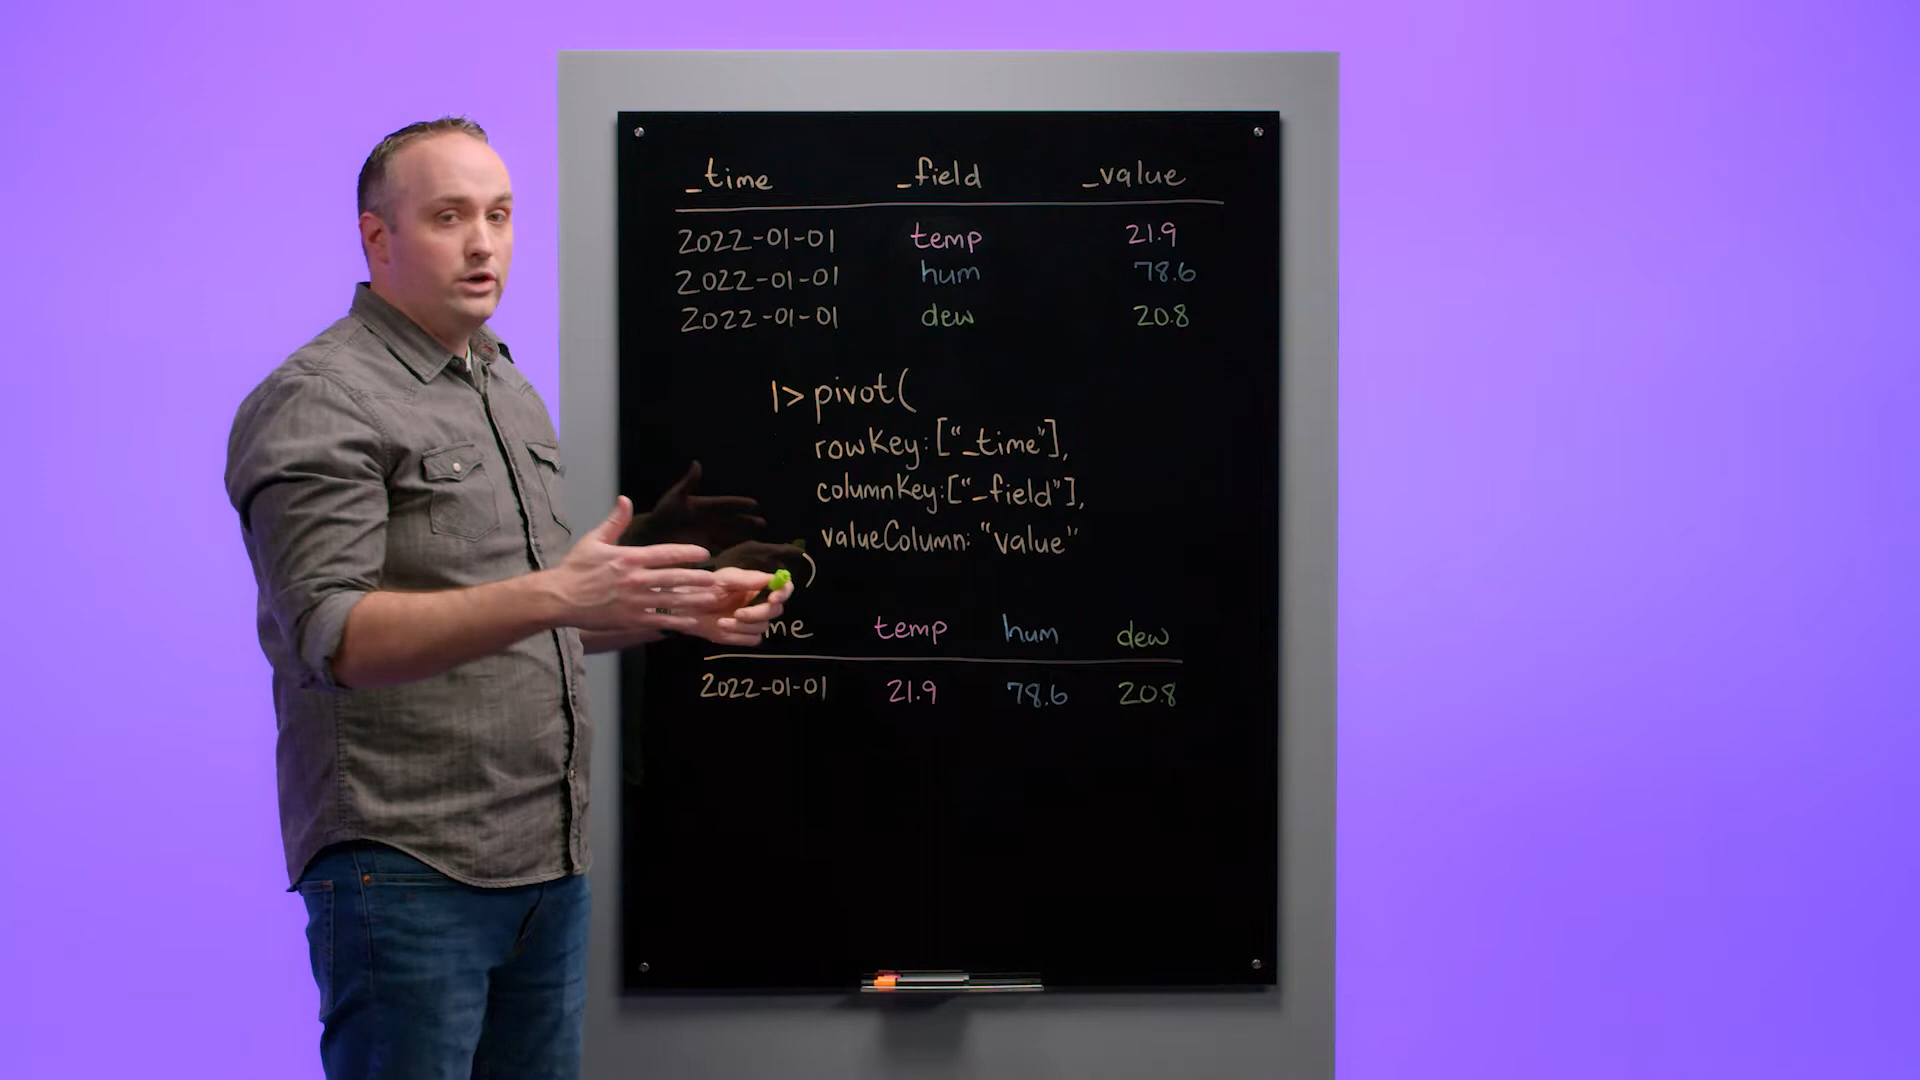 _time _field _value
2022-01-01 temp 21.9
2022-01-01 hum 78.6
2022-01-01 dew 20.8
|> pivot(
rowKey: ["_time"],
columnKey: ["_field"],
valueColumn: "value"
)
me temp hum dew
2022-01-01 21.9 78.6 20.8